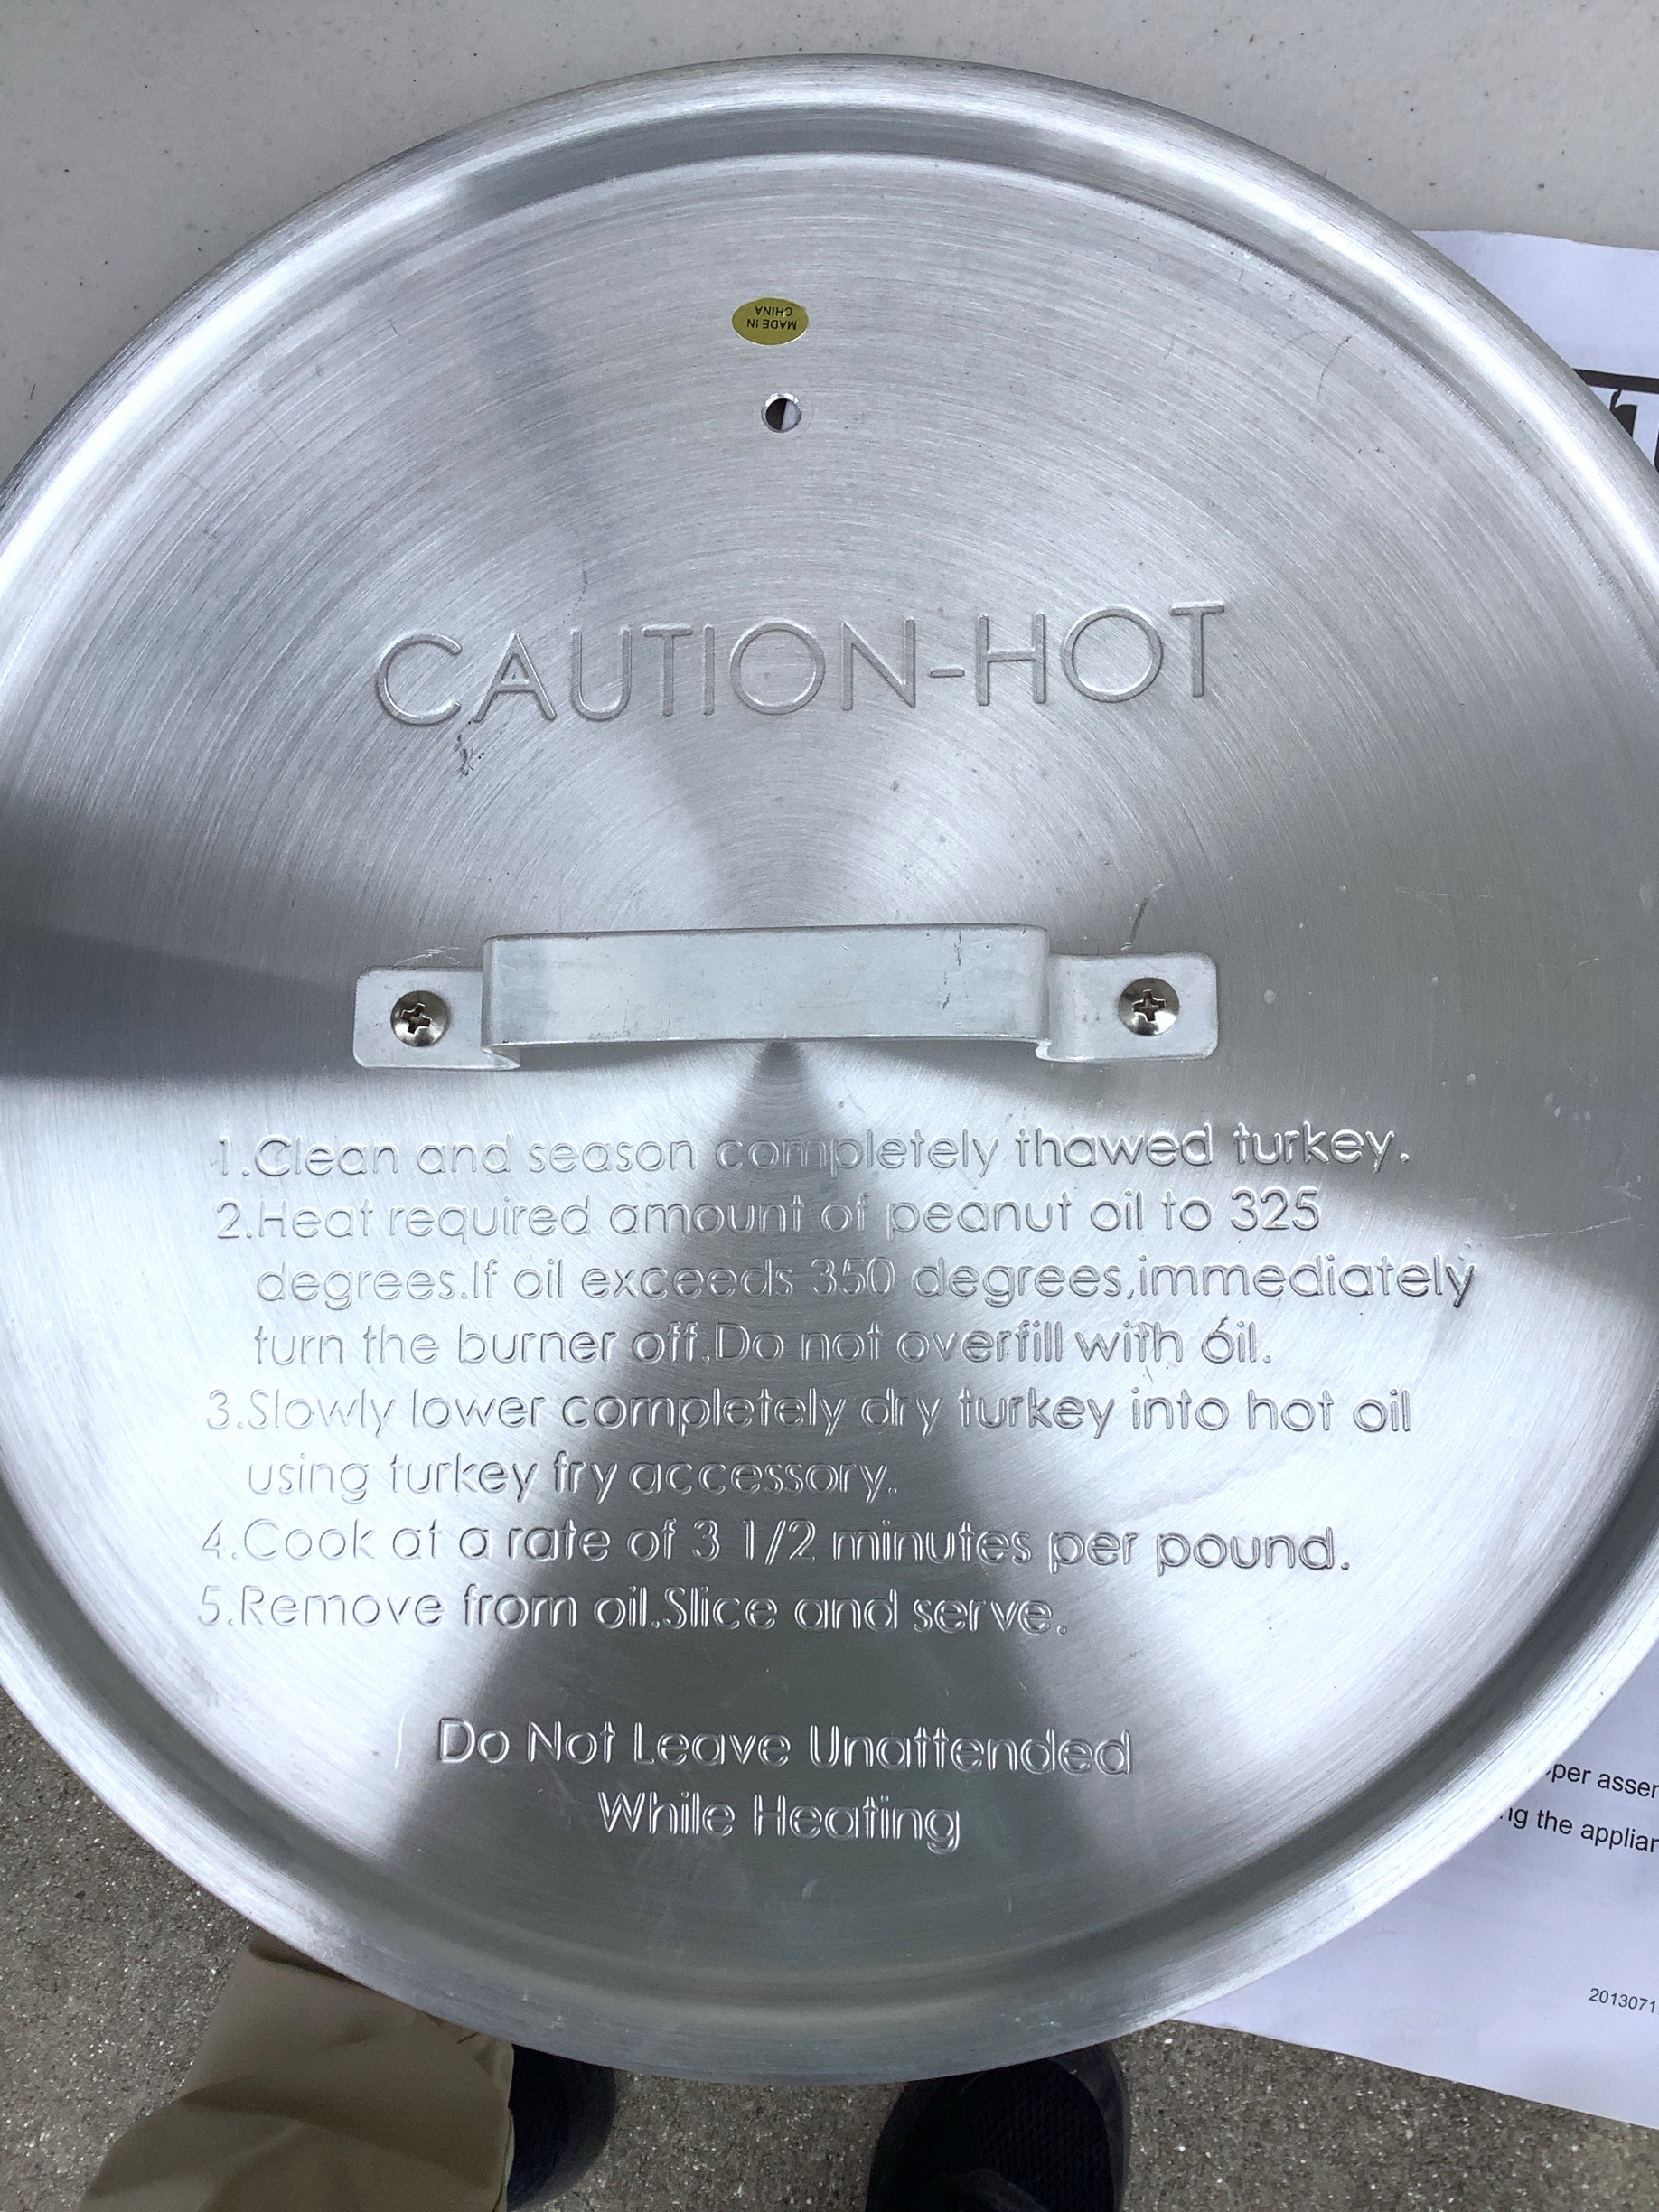 MADE IN
CHINA
CAUTION-HOT
1.Clean and season completely thawed turkey.
2.Heat required amount of peanut oil to 325
degrees.If oil exceeds 350 degrees,immediately
turn the burner off.Do not overfill with oil.
3.Slowly lower completely dry turkey into hot oil
using turkey fry accessory.
4.Cook at a rate of 3 1/2 minutes per pound.
5.Remove from oil.Slice and serve.
Do Not Leave Unattended
While Heating
the